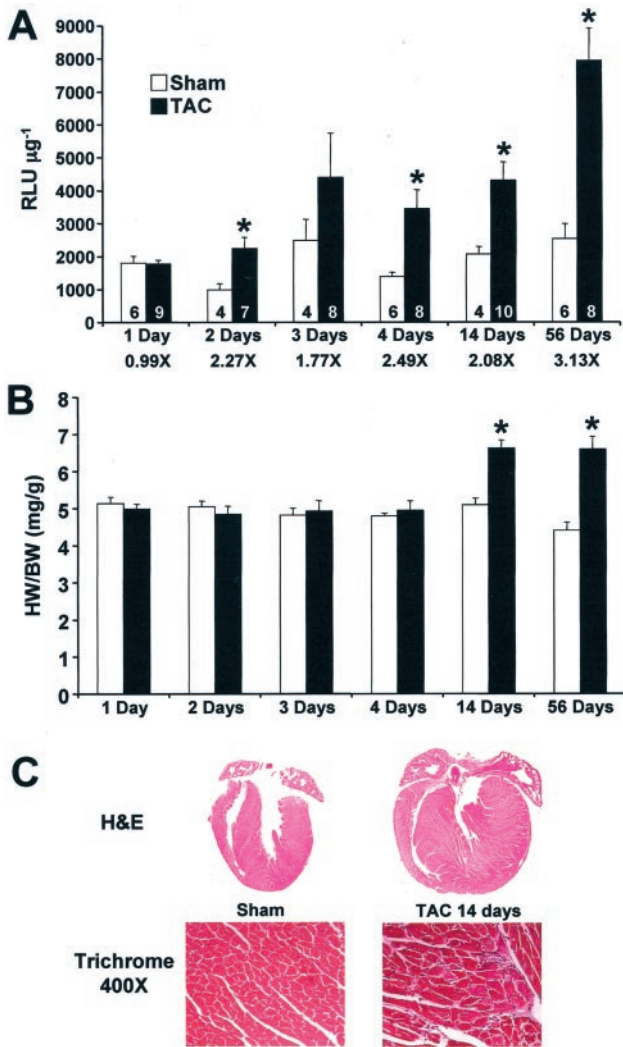 A
9000
8000
7000
6000
5000
4000
3000
2000
1000
0
RLU µg⁻¹
Sham
TAC
* * * *
6 9 4 7 4 8 6 8 4 10 6 8
1 Day 2 Days 3 Days 4 Days 14 Days 56 Days
0.99X 2.27X 1.77X 2.49X 2.08X 3.13X
B
8
7
6
5
4
3
2
1
0
HW/BW (mg/g)
* *
1 Day 2 Days 3 Days 4 Days 14 Days 56 Days
C
H&E
Sham TAC 14 days
Trichrome
400X